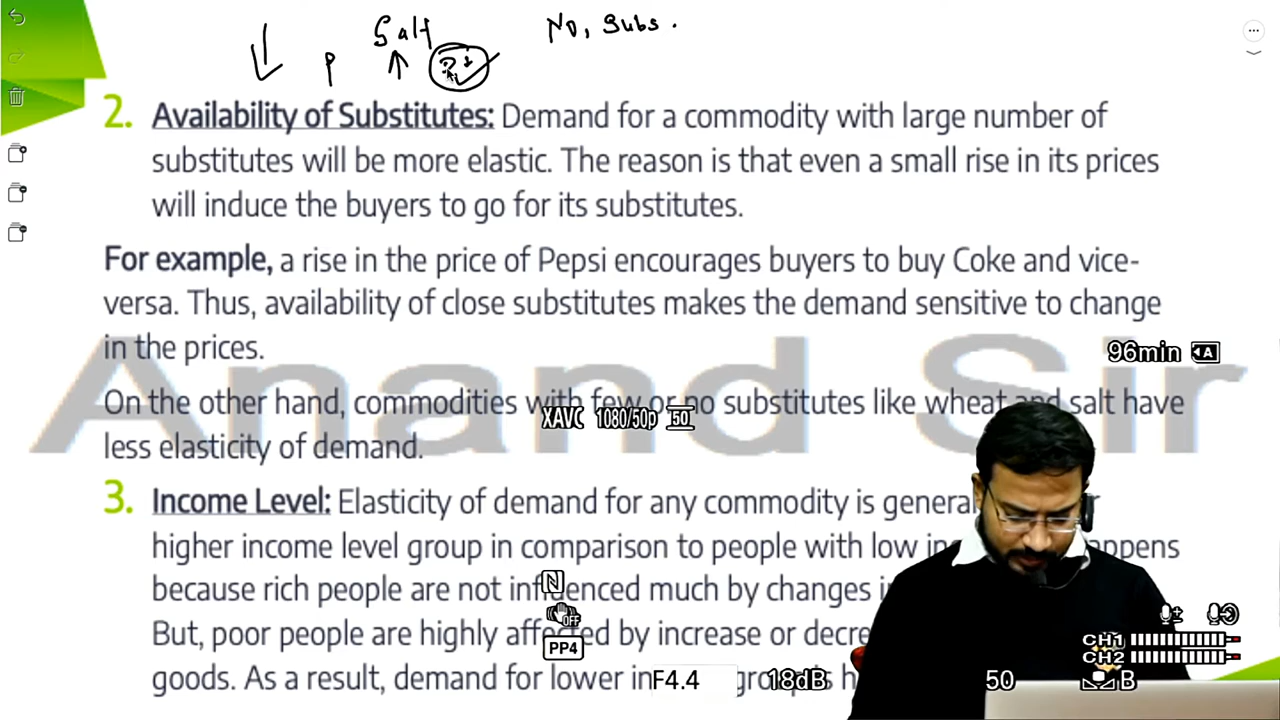 Salt No, Subs.
P
2. Availability of Substitutes: Demand for a commodity with large number of
substitutes will be more elastic. The reason is that even a small rise in its prices
will induce the buyers to go for its substitutes.
For example, a rise in the price of Pepsi encourages buyers to buy Coke and vice-
versa. Thus, availability of close substitutes makes the demand sensitive to change
in the prices.
96min A
Anand Sir
On the other hand, commodities with few or no substitutes like wheat and salt have
XAVC 1080/50p 50
less elasticity of demand.
3. Income Level: Elasticity of demand for any commodity is general
higher income level group in comparison to people with low in appens
because rich people are not influenced much by changes i
N
OFF
But, poor people are highly affected by increase or decre
PP4
CH1
CH2
goods. As a result, demand for lower in group is h
F4.4 18dB 50 B